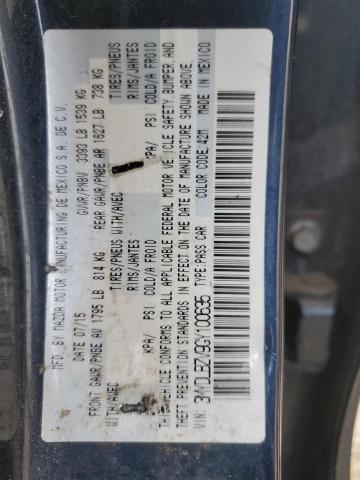 MFD. BY MAZDA MOTOR MANUFACTURING DE MEXICO S.A. DE C.V.
DATE 07/15 GVWR/PNBV 3393 LB 1539 KG
FRONT GAWR/PNSE AV 1795 LB 814 KG REAR GAWR/PNBE AR 1627 LB 738 KG
WITH/AVEC TIRES/PNEUS WITH/AVEC TIRES/PNEUS
RIMS/JANTES RIMS/JANTES
KPA/ PSI COLD/A FROID KPA/ PSI COLD/A FROID
THIS VEHICLE CONFORMS TO ALL APPLICABLE FEDERAL MOTOR VEHICLE SAFETY, BUMPER, AND
THEFT PREVENTION STANDARDS IN EFFECT ON THE DATE OF MANUFACTURE SHOWN ABOVE.
VIN: TYPE:PASS CAR COLOR CODE:42M MADE IN MEXICO